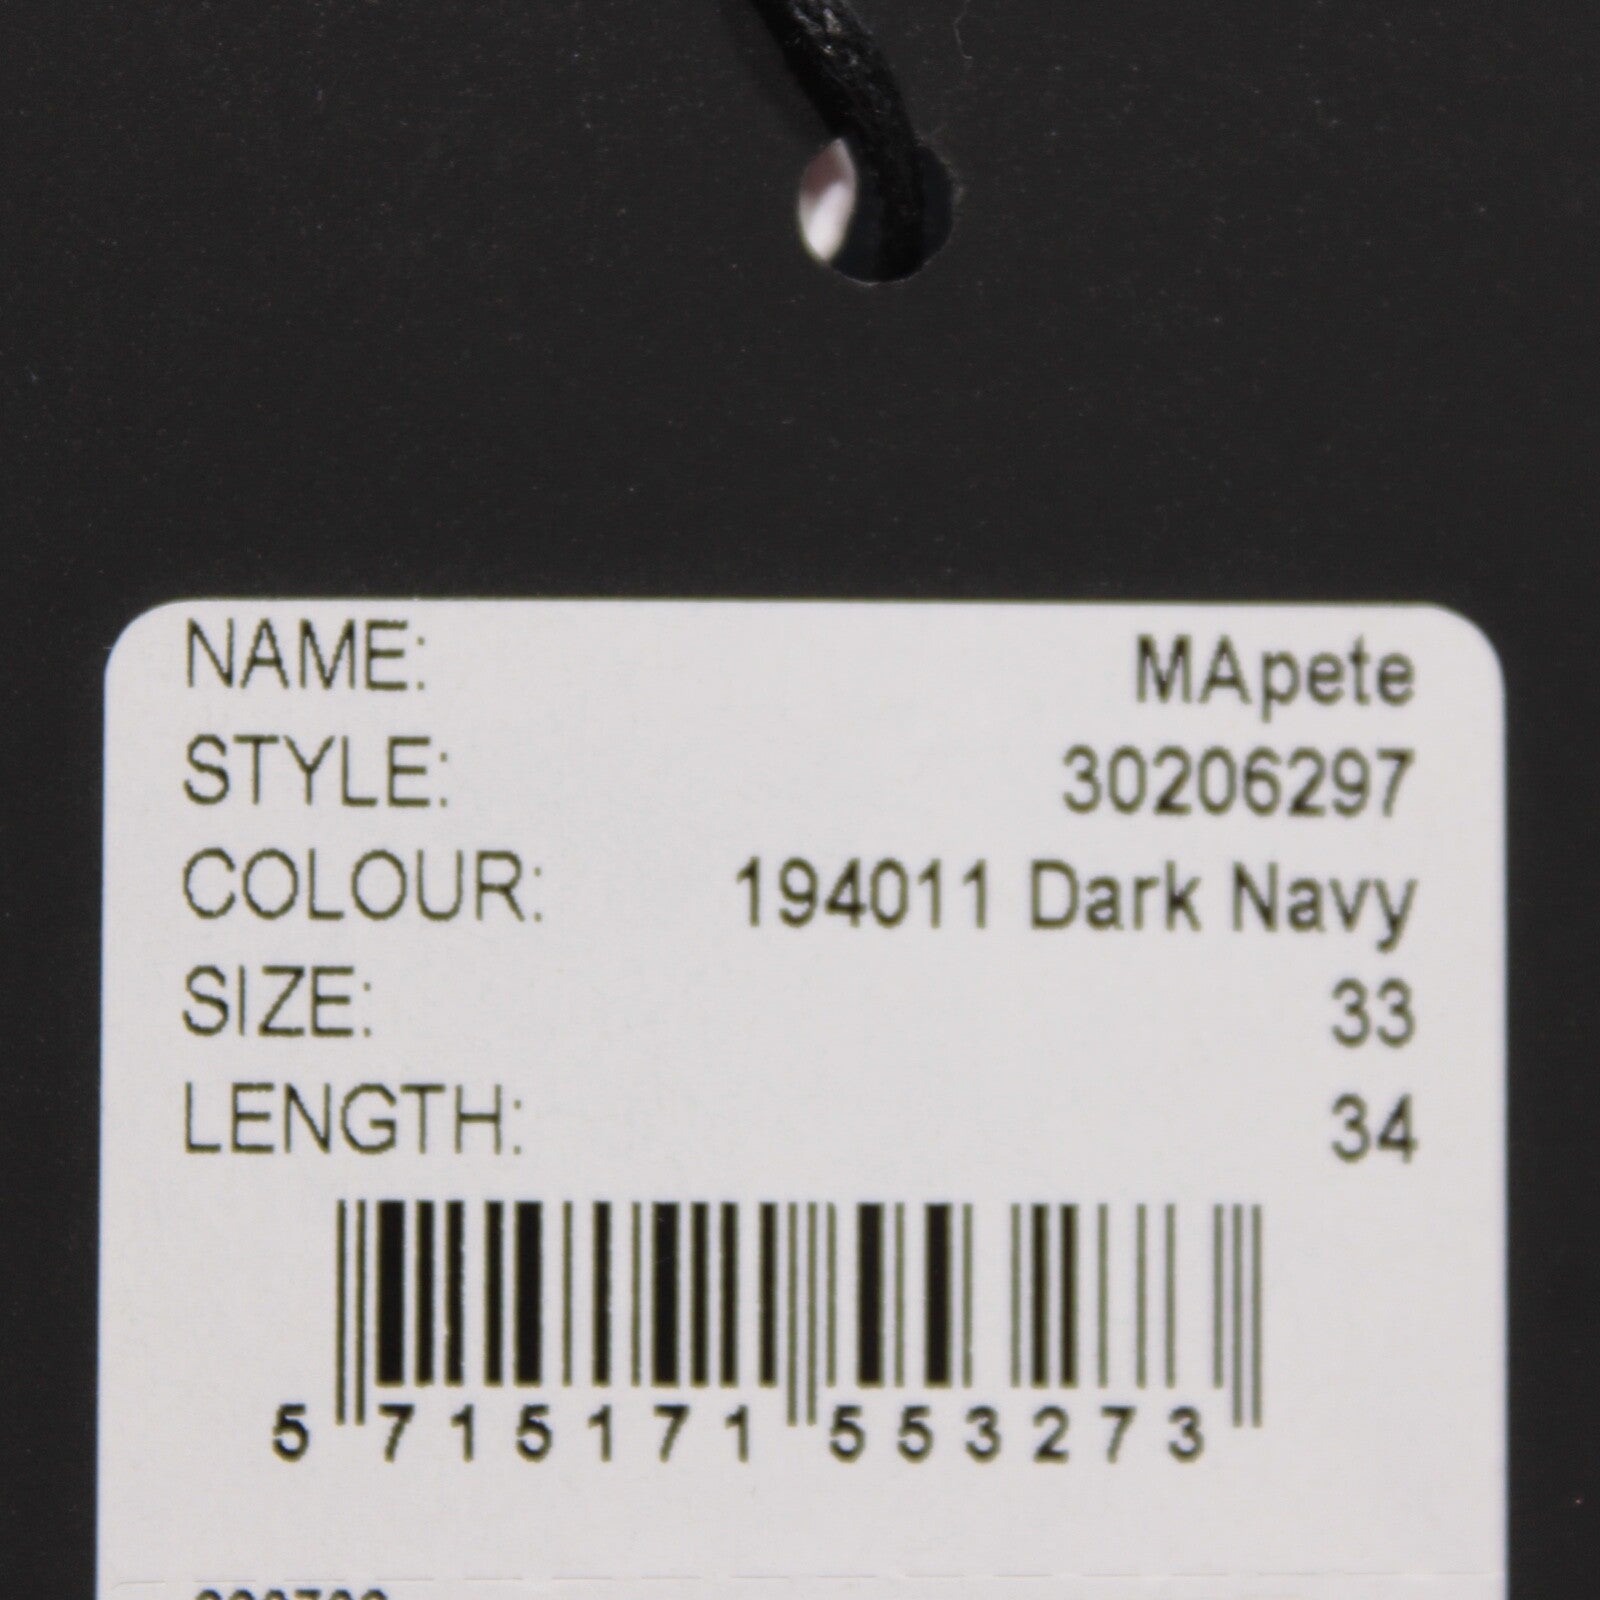 NAME: MApete
STYLE: 30206297
COLOUR: 194011 Dark Navy
SIZE: 33
LENGTH: 34
5 715171 553273